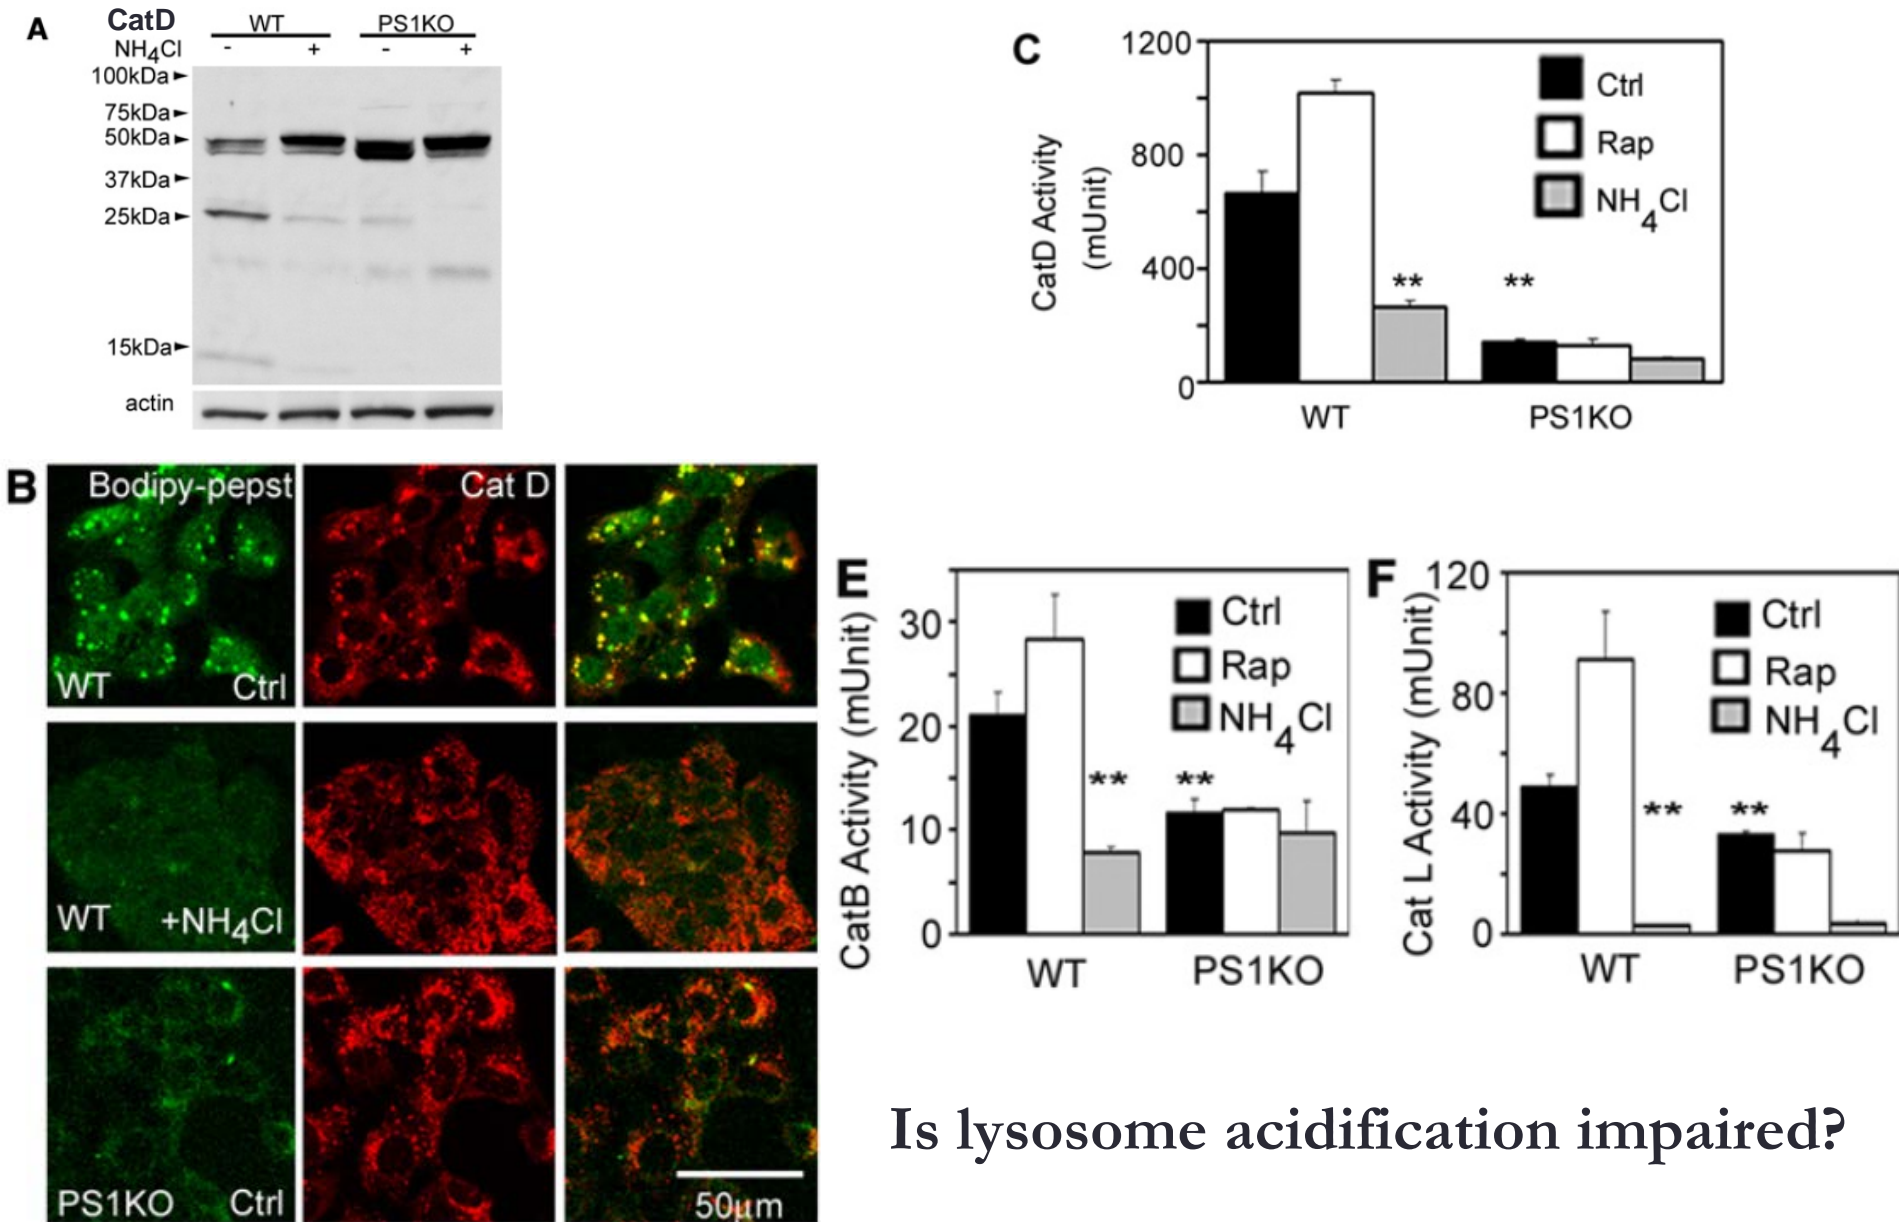 A
CatD
WT PS1KO
NH4Cl - + - +
100kDa
75kDa
50kDa
37kDa
25kDa
15kDa
actin
B
Bodipy-pepst Cat D
WT Ctrl
WT +NH4Cl
PS1KO Ctrl
50μm
C
CatD Activity
(mUnit)
1200
800
400
0
Ctrl
Rap
NH4Cl
** **
WT PS1KO
E
CatB Activity (mUnit)
30
20
10
0
Ctrl
Rap
NH4Cl
** **
WT PS1KO
F
Cat L Activity (mUnit)
120
80
40
0
Ctrl
Rap
NH4Cl
** **
WT PS1KO
Is lysosome acidification impaired?